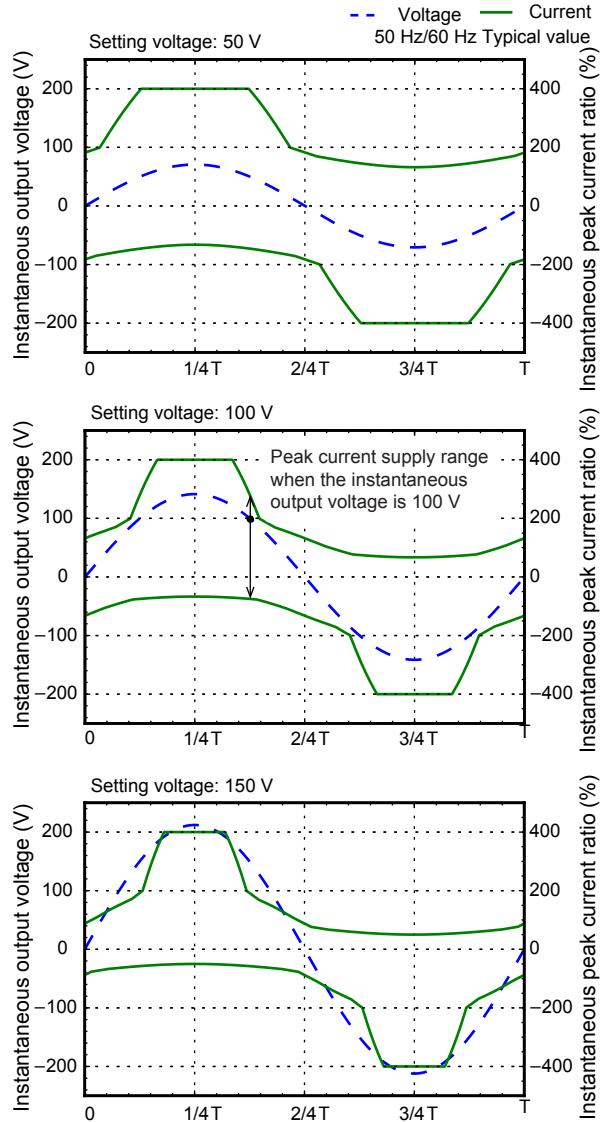 Voltage Current
50 Hz/60 Hz Typical value
Setting voltage: 50 V
Instantaneous output voltage (V)
200
100
0
−100
−200
400
200
0
−200
−400
Instantaneous peak current ratio (%)
0 1/4 T 2/4 T 3/4 T T
Setting voltage: 100 V
Instantaneous output voltage (V)
200
100
0
−100
−200
Peak current supply range
when the instantaneous
output voltage is 100 V
400
200
0
−200
−400
Instantaneous peak current ratio (%)
0 1/4 T 2/4 T 3/4 T T
Setting voltage: 150 V
Instantaneous output voltage (V)
200
100
0
−100
−200
400
200
0
−200
−400
Instantaneous peak current ratio (%)
0 1/4 T 2/4 T 3/4 T T